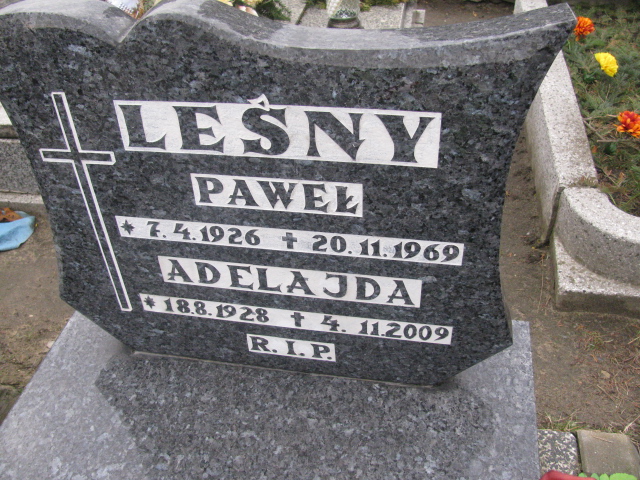 LEŚNY
PAWEŁ
* 7.4.1926 ✝ 20.11.1969
ADELAJDA
* 18.8.1928 ✝ 4.11.2009
R.I.P.